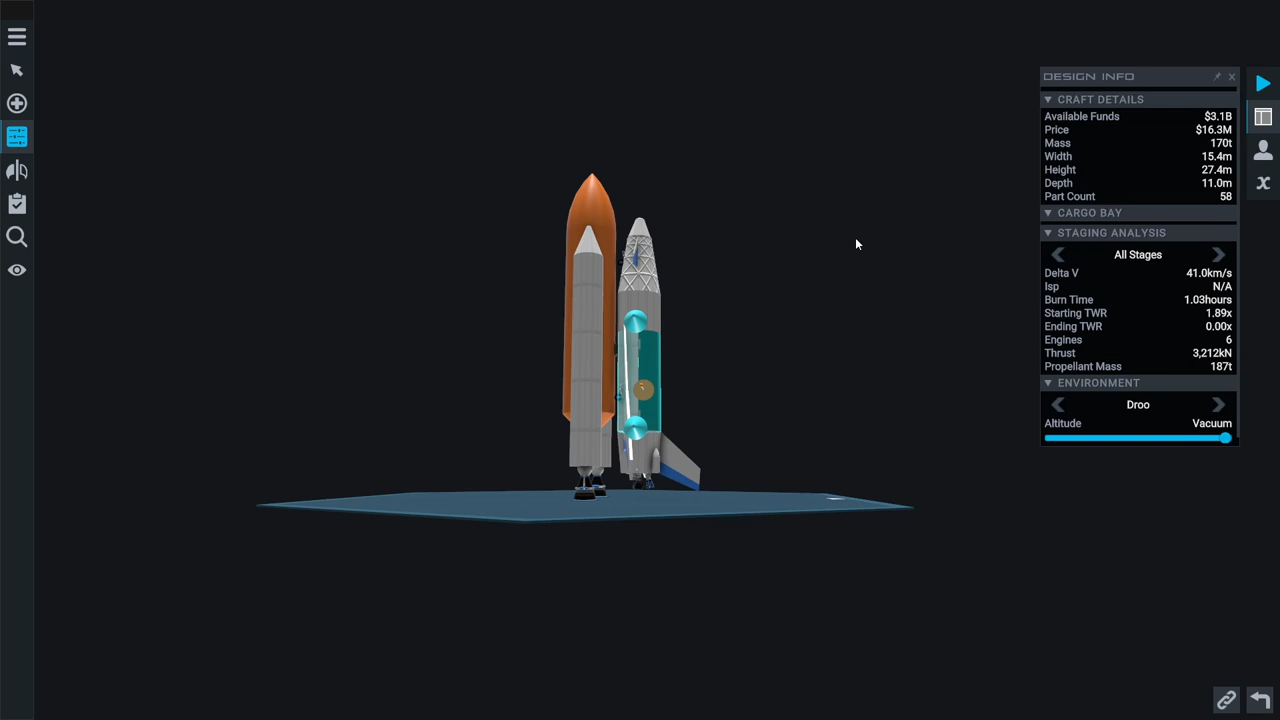 DESIGN INFO
CRAFT DETAILS
Available Funds $3.1B
Price $16.3M
Mass 170t
Width 15.4m
Height 27.4m
Depth 11.0m
Part Count 58
CARGO BAY
STAGING ANALYSIS
All Stages
Delta V 41.0km/s
Isp N/A
Burn Time 1.03hours
Starting TWR 1.89x
Ending TWR 0.00x
Engines 6
Thrust 3,212kN
Propellant Mass 187t
ENVIRONMENT
Droo
Altitude Vacuum